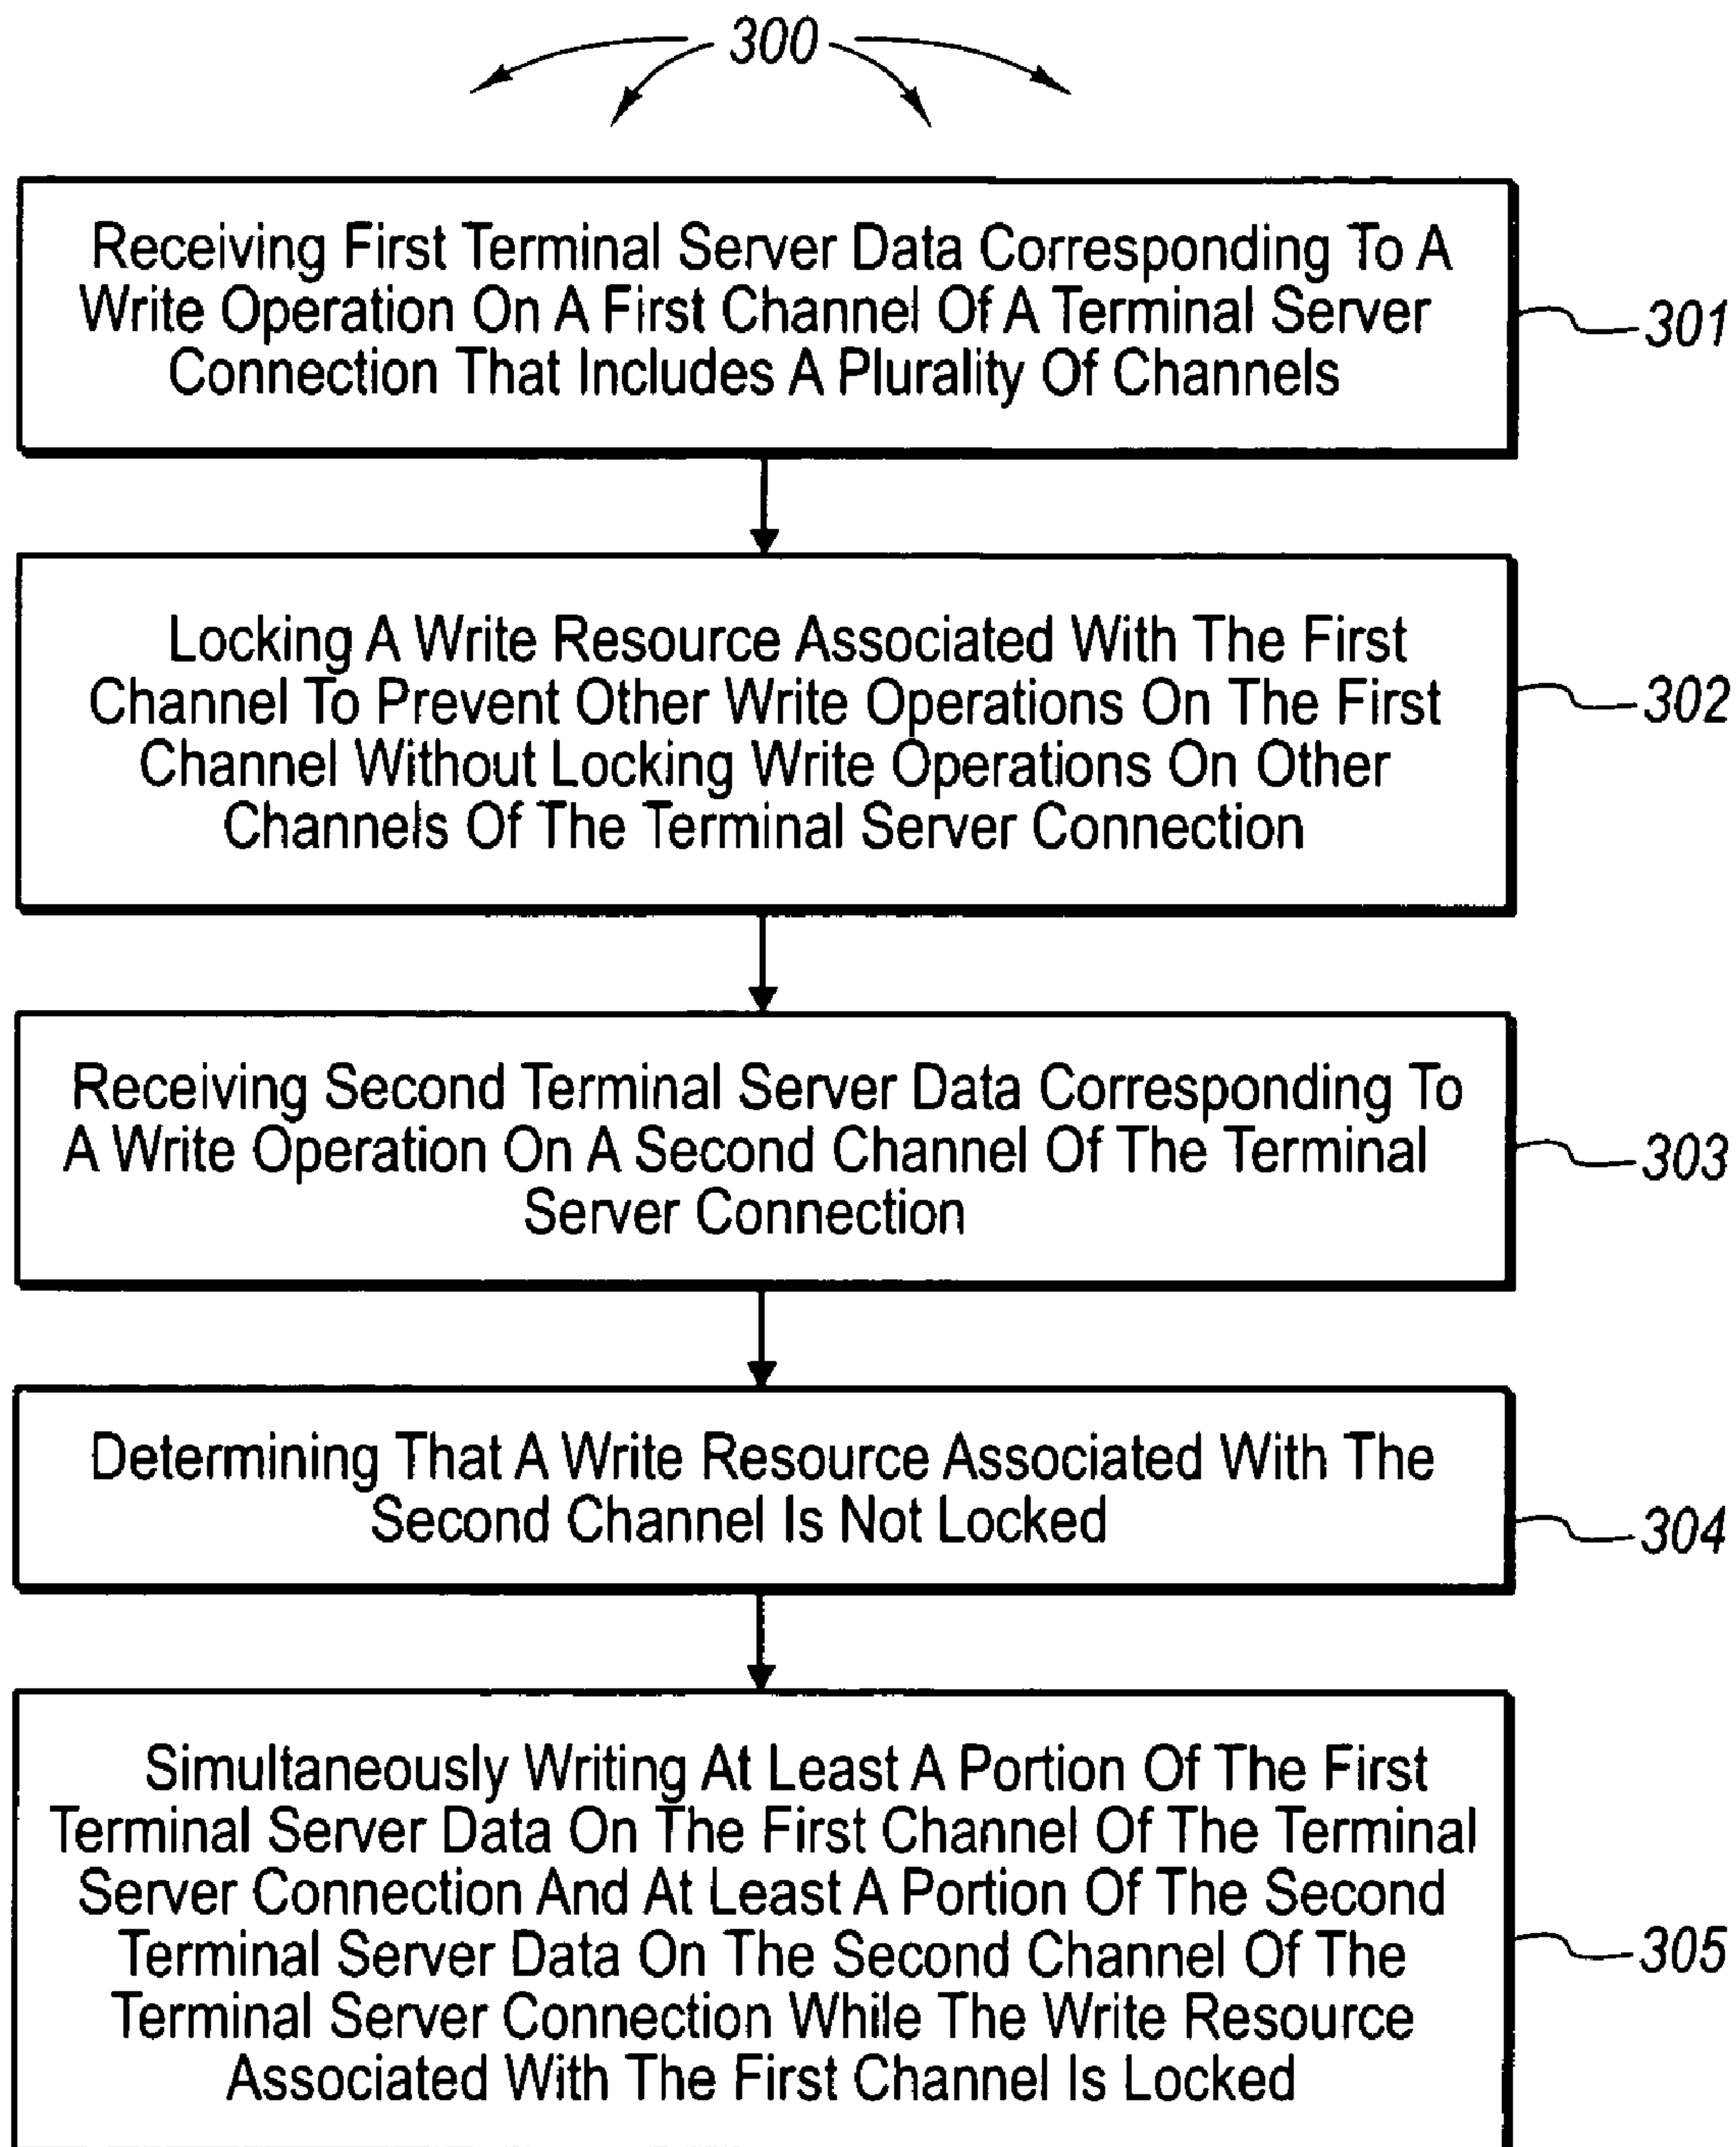 300
Receiving First Terminal Server Data Corresponding To A
Write Operation On A First Channel Of A Terminal Server
Connection That Includes A Plurality Of Channels
301
Locking A Write Resource Associated With The First
Channel To Prevent Other Write Operations On The First
Channel Without Locking Write Operations On Other
Channels Of The Terminal Server Connection
302
Receiving Second Terminal Server Data Corresponding To
A Write Operation On A Second Channel Of The Terminal
Server Connection
303
Determining That A Write Resource Associated With The
Second Channel Is Not Locked
304
Simultaneously Writing At Least A Portion Of The First
Terminal Server Data On The First Channel Of The Terminal
Server Connection And At Least A Portion Of The Second
Terminal Server Data On The Second Channel Of The
Terminal Server Connection While The Write Resource
Associated With The First Channel Is Locked
305